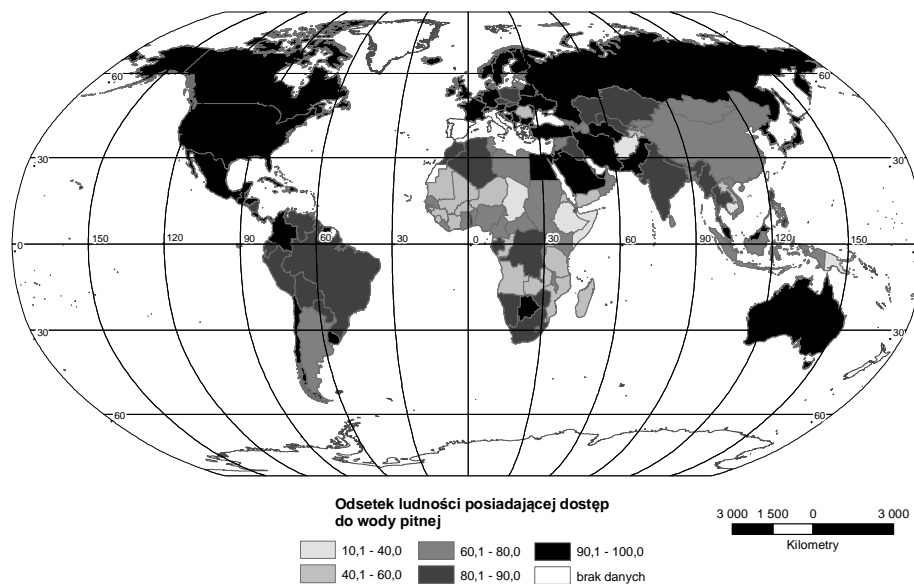 60
60
30
30
150
120
90
60
30
0
30
60
90
120
150
0
0
30
30
60
60
Odsetek ludności posiadającej dostęp
do wody pitnej
10,1 - 40,0
60,1 - 80,0
90,1 - 100,0
40,1 - 60,0
80,1 - 90,0
brak danych
3 000 1 500 0 3 000
Kilometry